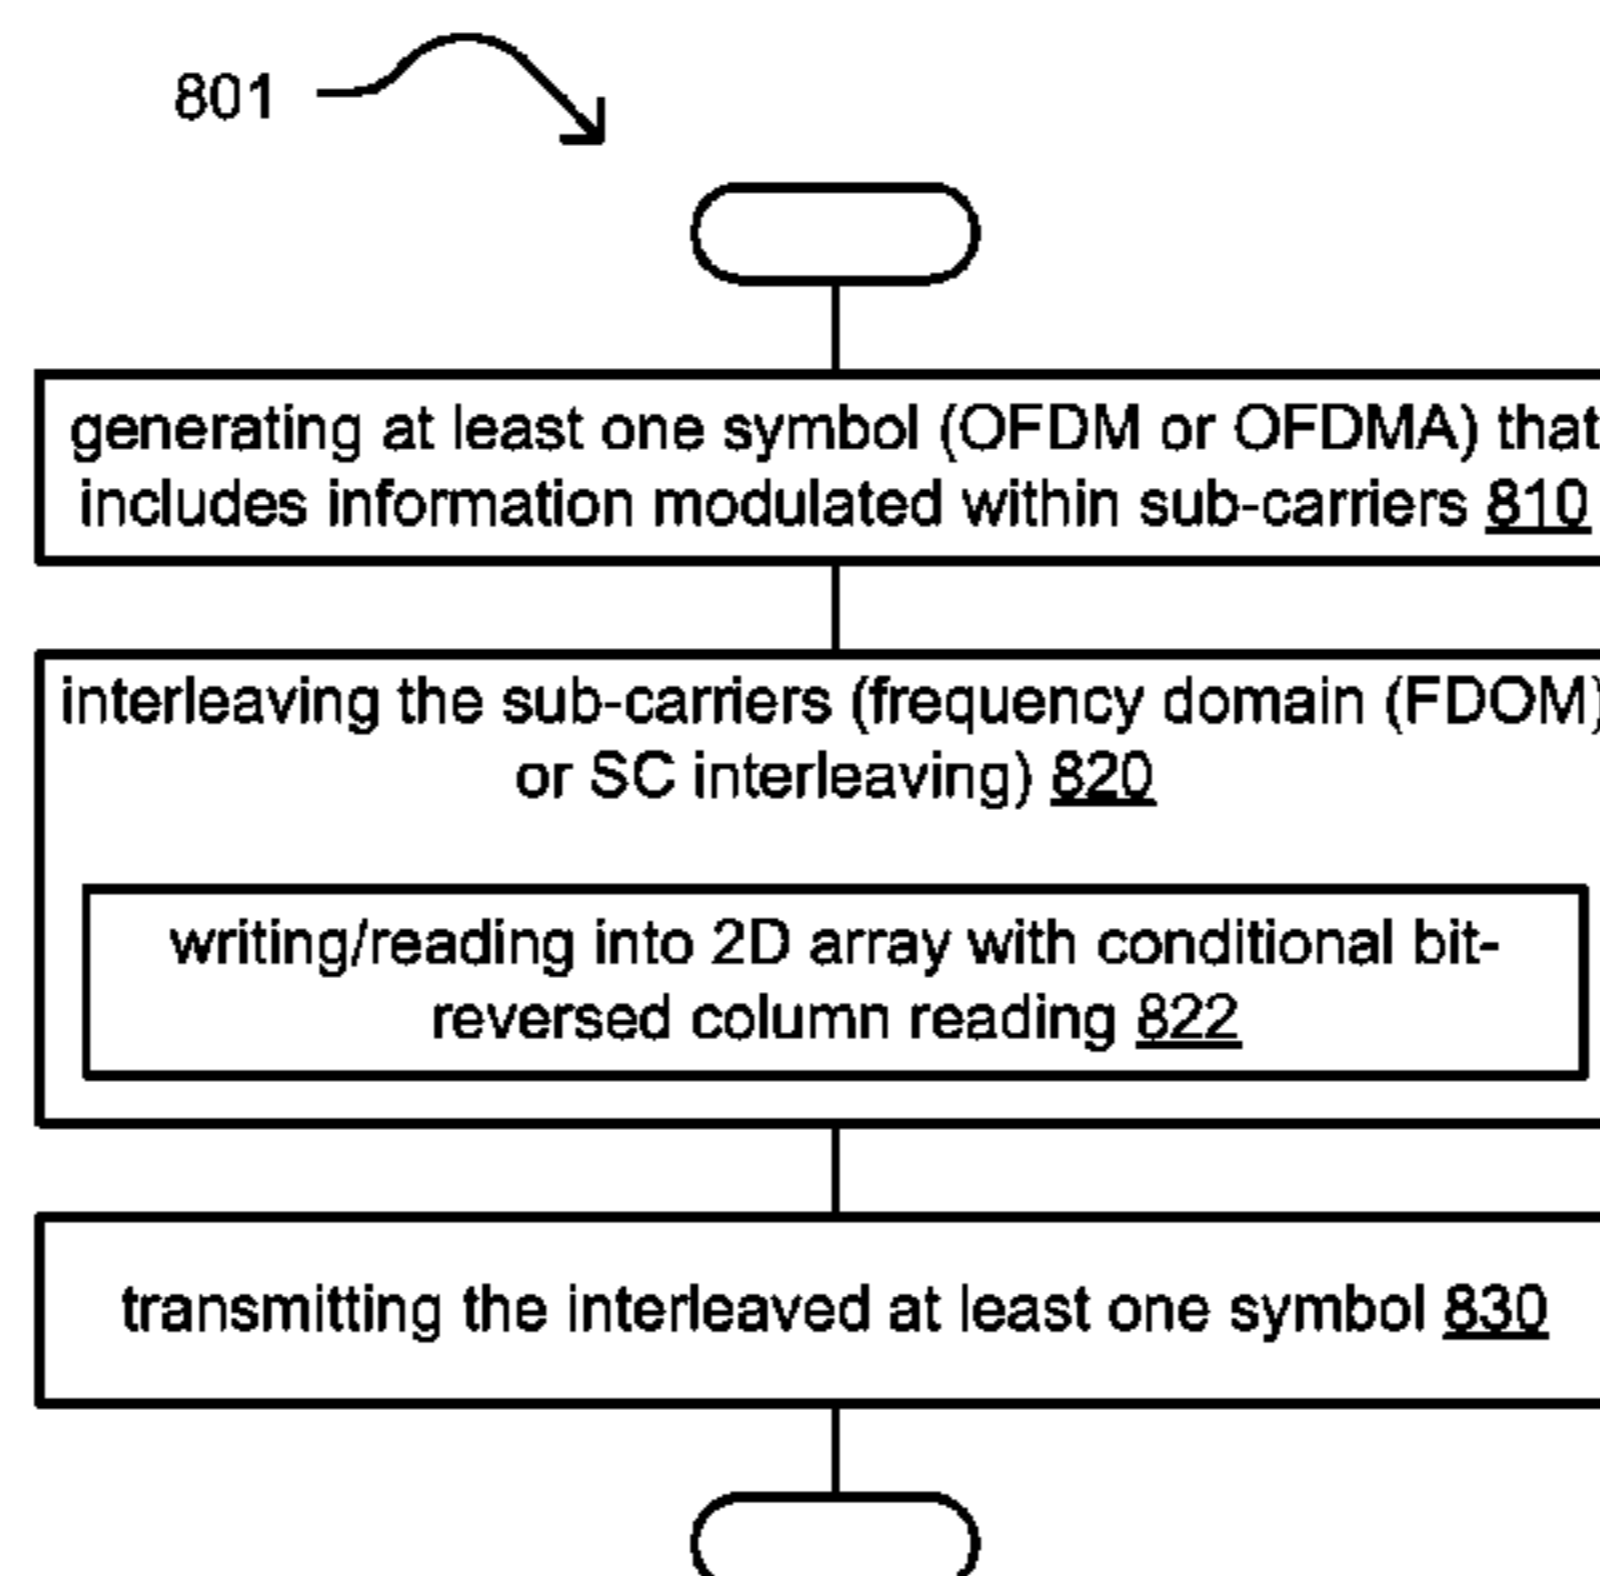 801
generating at least one symbol (OFDM or OFDMA) that
includes information modulated within sub-carriers 810
interleaving the sub-carriers (frequency domain (FDOM)
or SC interleaving) 820
writing/reading into 2D array with conditional bit-
reversed column reading 822
transmitting the interleaved at least one symbol 830